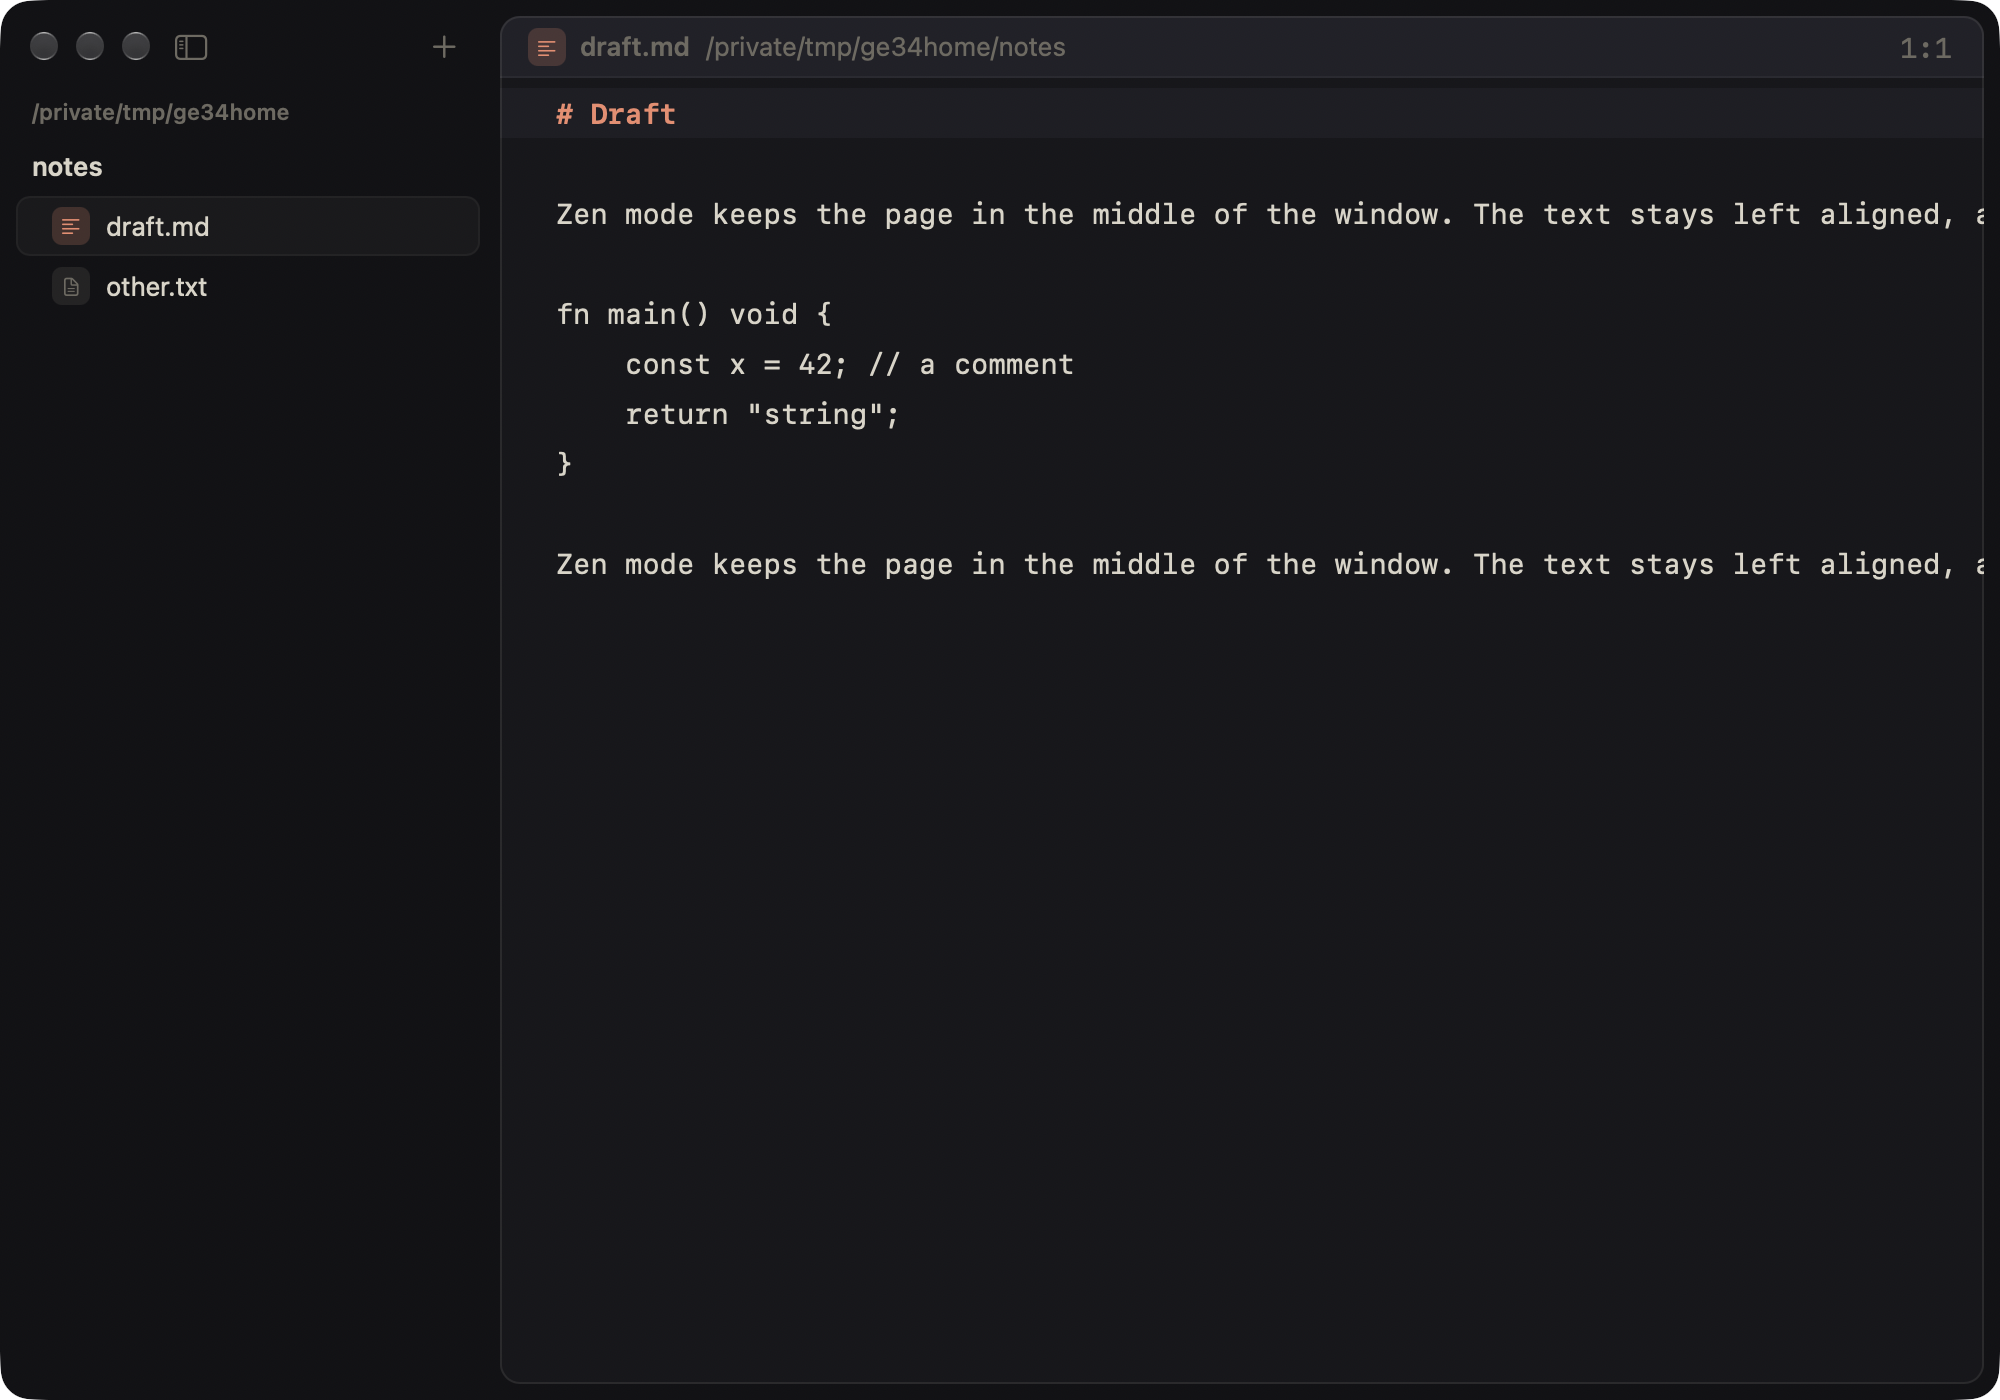 /private/tmp/ge34home
notes
draft.md
other.txt
draft.md /private/tmp/ge34home/notes
1:1
# Draft
Zen mode keeps the page in the middle of the window. The text stays left aligned,
fn main() void {
    const x = 42; // a comment
    return "string";
}
Zen mode keeps the page in the middle of the window. The text stays left aligned,